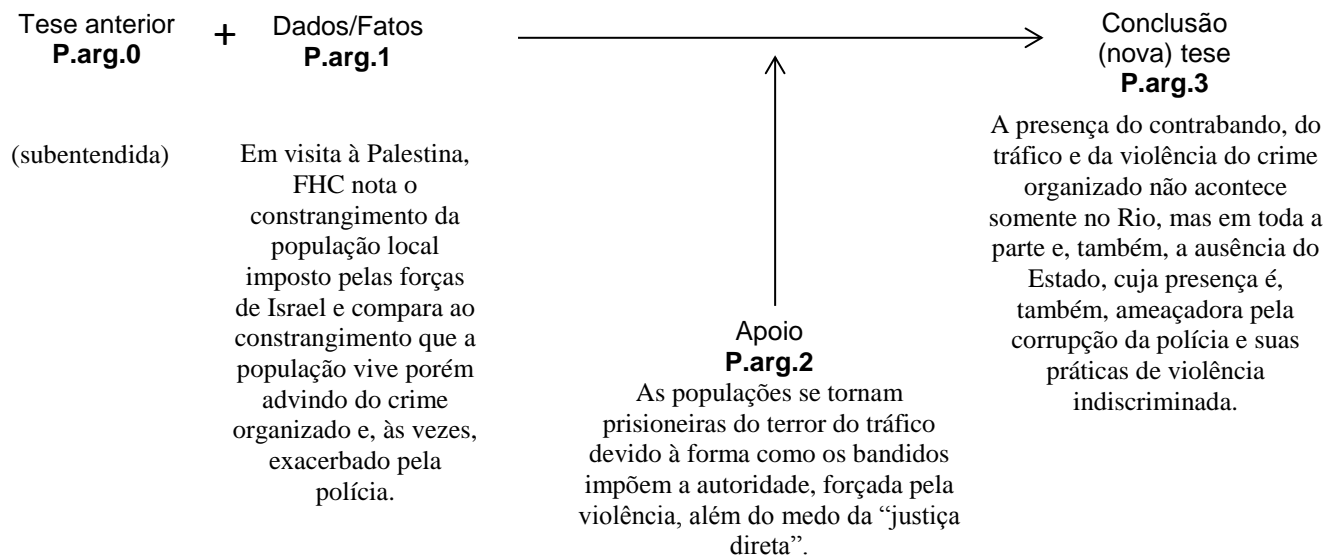 Tese anterior
P.arg.0
+
Dados/Fatos
P.arg.1
Conclusão
(nova) tese
P.arg.3
(subentendida)
Em visita à Palestina,
FHC nota o
constrangimento da
população local
imposto pelas forças
de Israel e compara ao
constrangimento que a
população vive porém
advindo do crime
organizado e, às vezes,
exacerbado pela
polícia.
Apoio
P.arg.2
As populações se tornam
prisioneiras do terror do tráfico
devido à forma como os bandidos
impõem a autoridade, forçada pela
violência, além do medo da “justiça
direta”.
A presença do contrabando, do
tráfico e da violência do crime
organizado não acontece
somente no Rio, mas em toda a
parte e, também, a ausência do
Estado, cuja presença é,
também, ameaçadora pela
corrupção da polícia e suas
práticas de violência
indiscriminada.